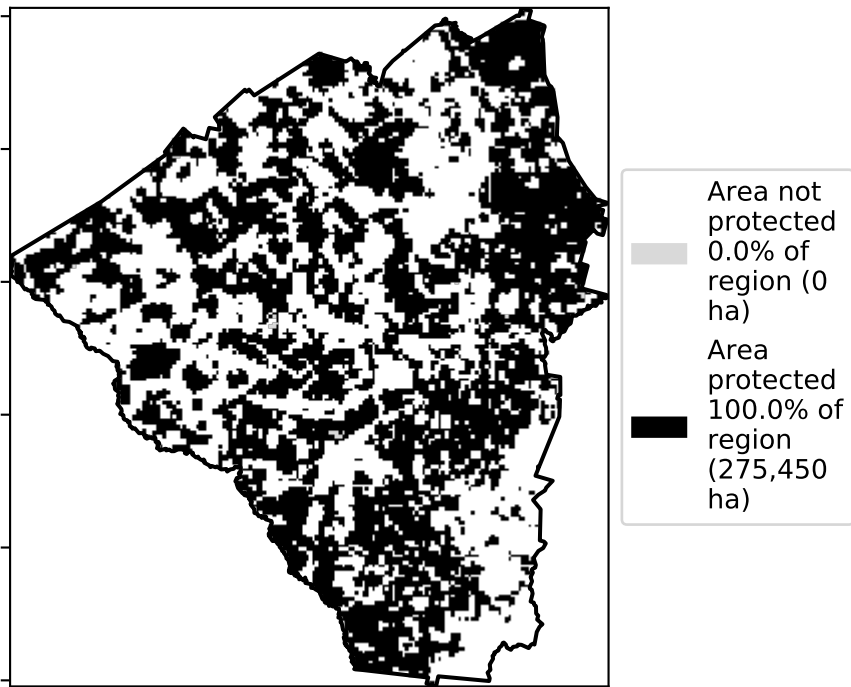 Area not
protected
0.0% of
region (0
ha)
Area
protected
100.0% of
region
(275,450
ha)